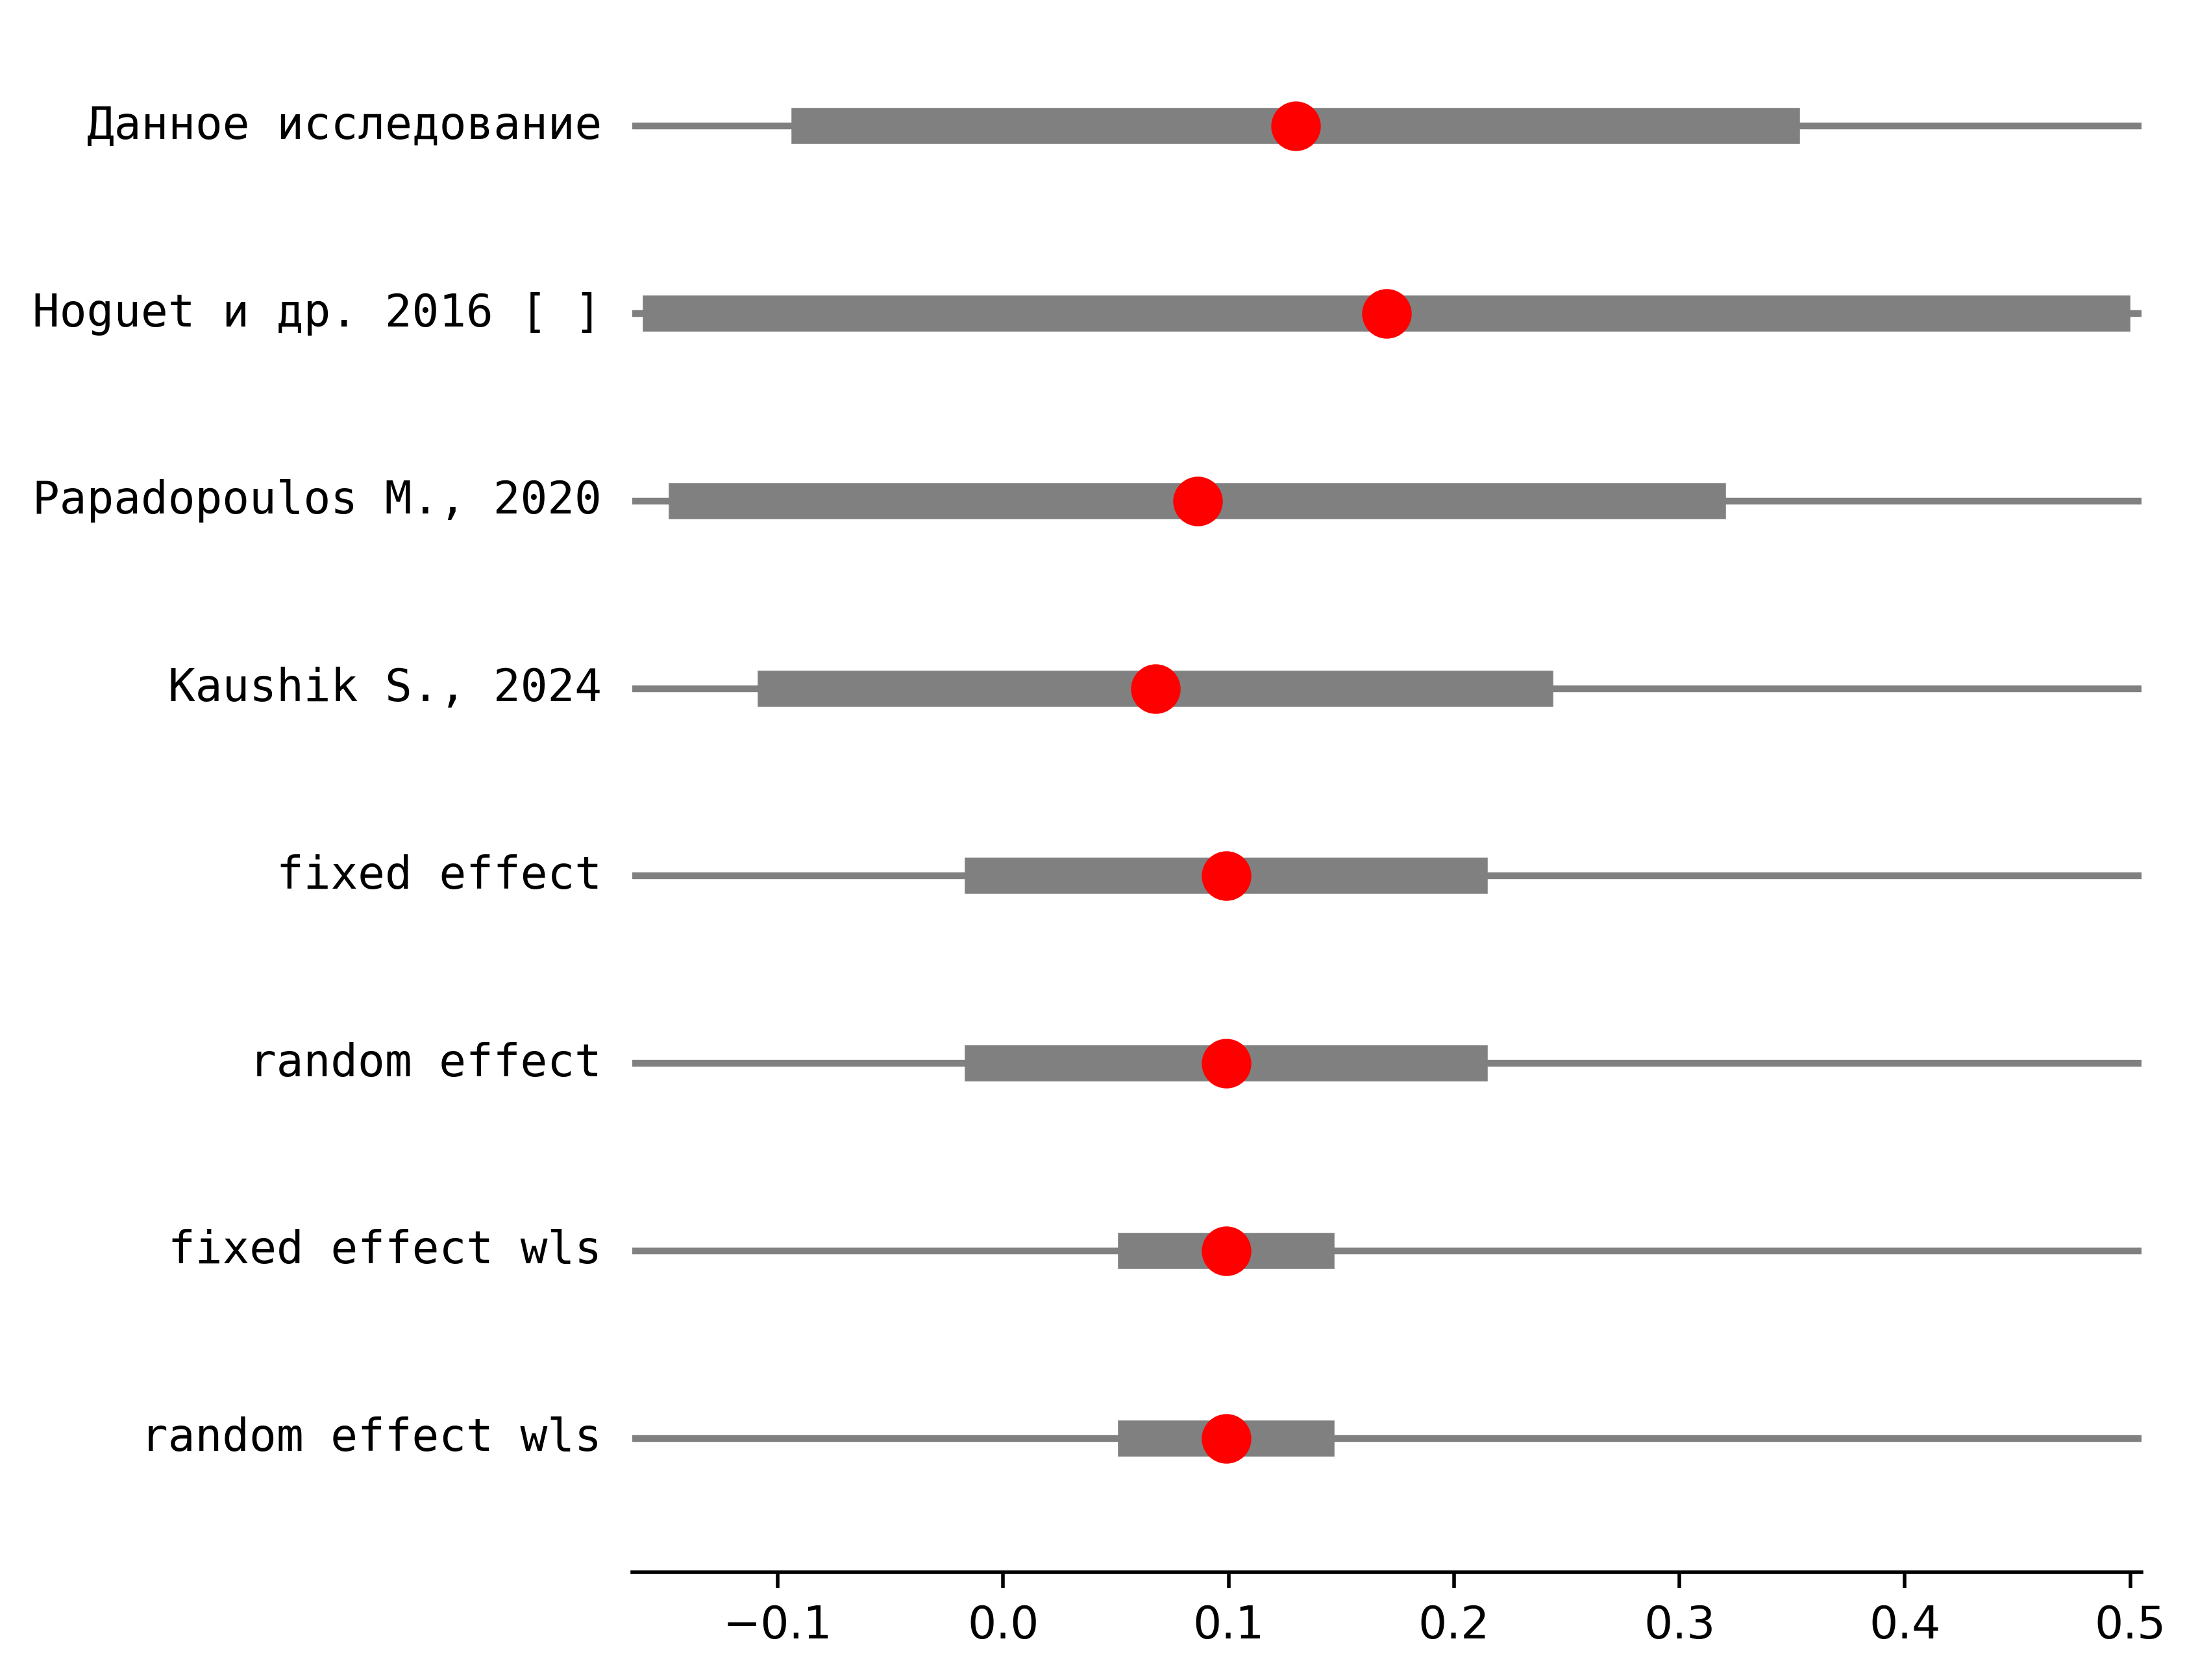 Данное исследование
Hoguet и др. 2016 [ ]
Papadopoulos M., 2020
Kaushik S., 2024
fixed effect
random effect
fixed effect wls
random effect wls
−0.1 0.0 0.1 0.2 0.3 0.4 0.5